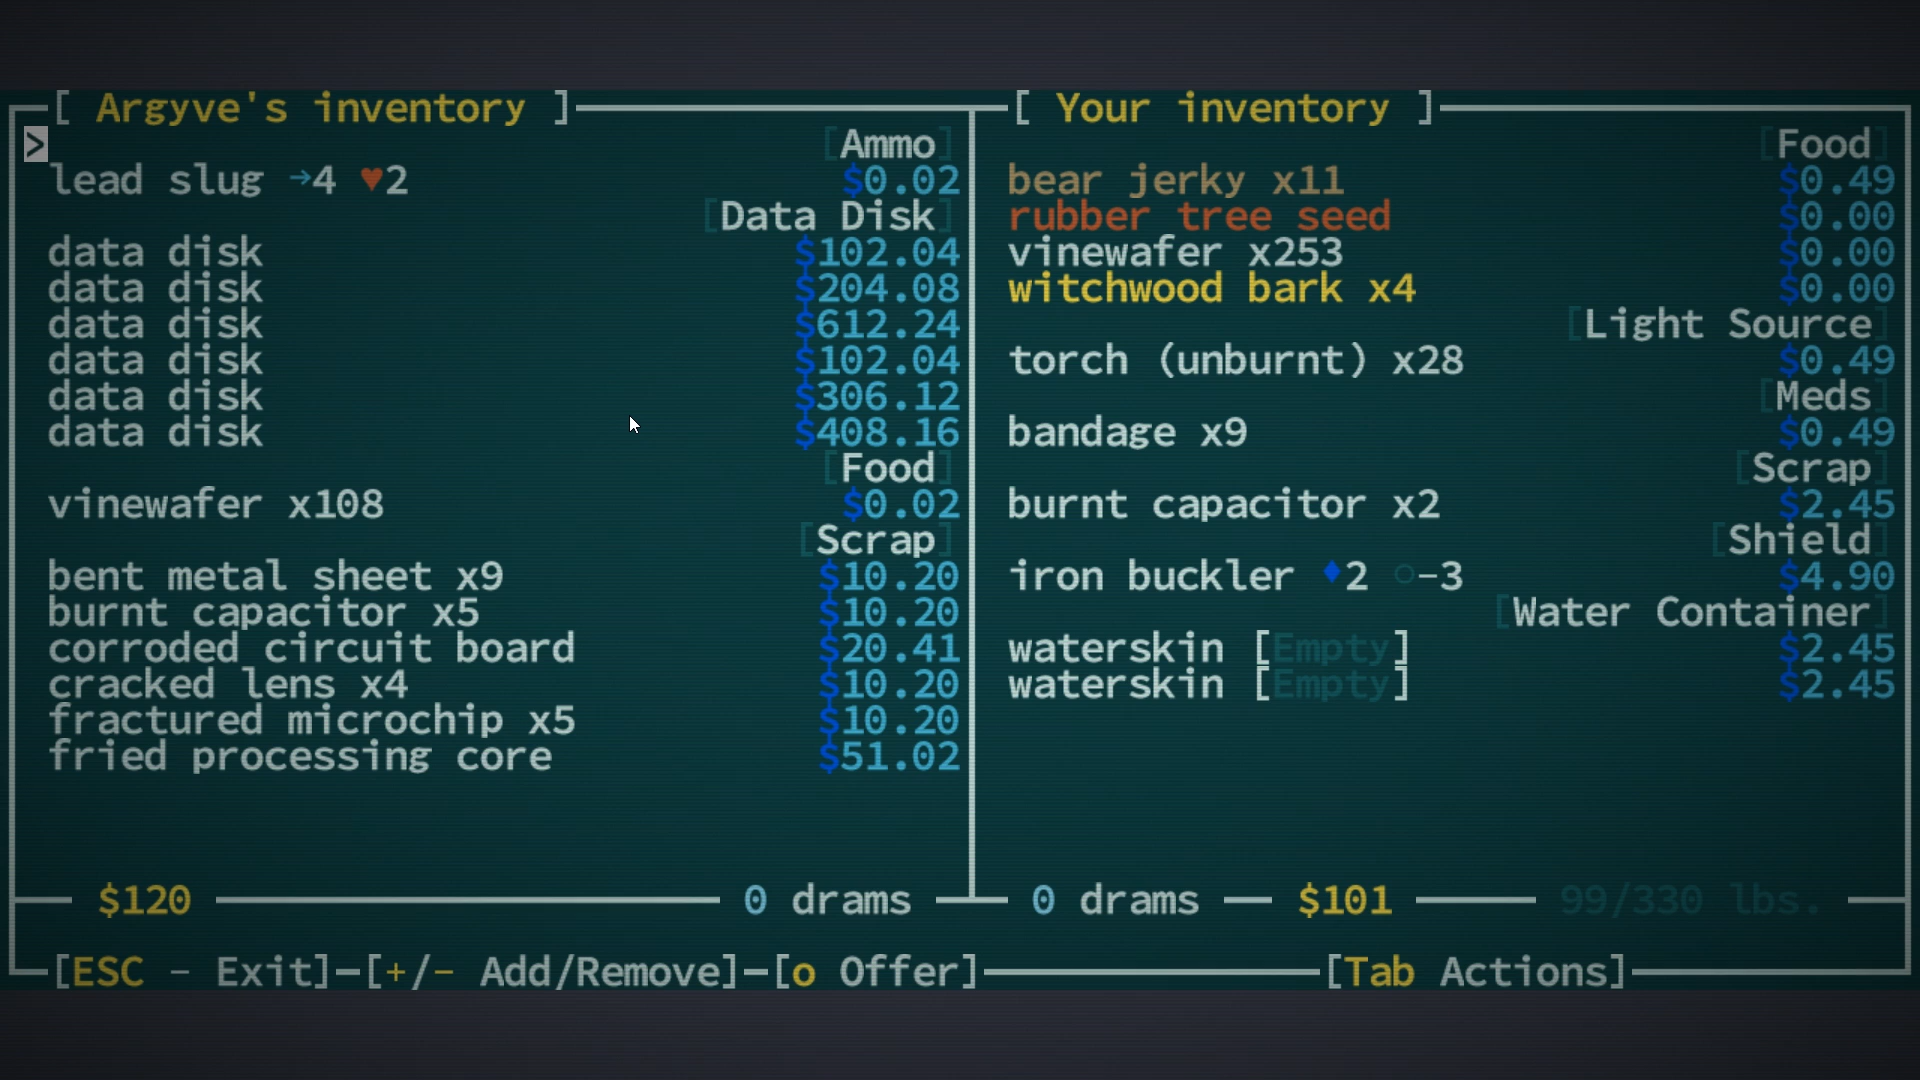 [ Argyve's inventory ]
>
[Ammo]
lead slug →4 ♥2 $0.02
[Data Disk]
data disk $102.04
data disk $204.08
data disk $612.24
data disk $102.04
data disk $306.12
data disk $408.16
[Food]
vinewafer x108 $0.02
[Scrap]
bent metal sheet x9 $10.20
burnt capacitor x5 $10.20
corroded circuit board $20.41
cracked lens x4 $10.20
fractured microchip x5 $10.20
fried processing core $51.02
$120 0 drams
[ Your inventory ]
[Food]
bear jerky x11 $0.49
rubber tree seed $0.00
vinewafer x253 $0.00
witchwood bark x4 $0.00
[Light Source]
torch (unburnt) x28 $0.49
[Meds]
bandage x9 $0.49
[Scrap]
burnt capacitor x2 $2.45
[Shield]
iron buckler ♦2 ○-3 $4.90
[Water Container]
waterskin [Empty] $2.45
waterskin [Empty] $2.45
0 drams $101 99/330 lbs.
[ESC - Exit]-[+/- Add/Remove]-[o Offer] [Tab Actions]